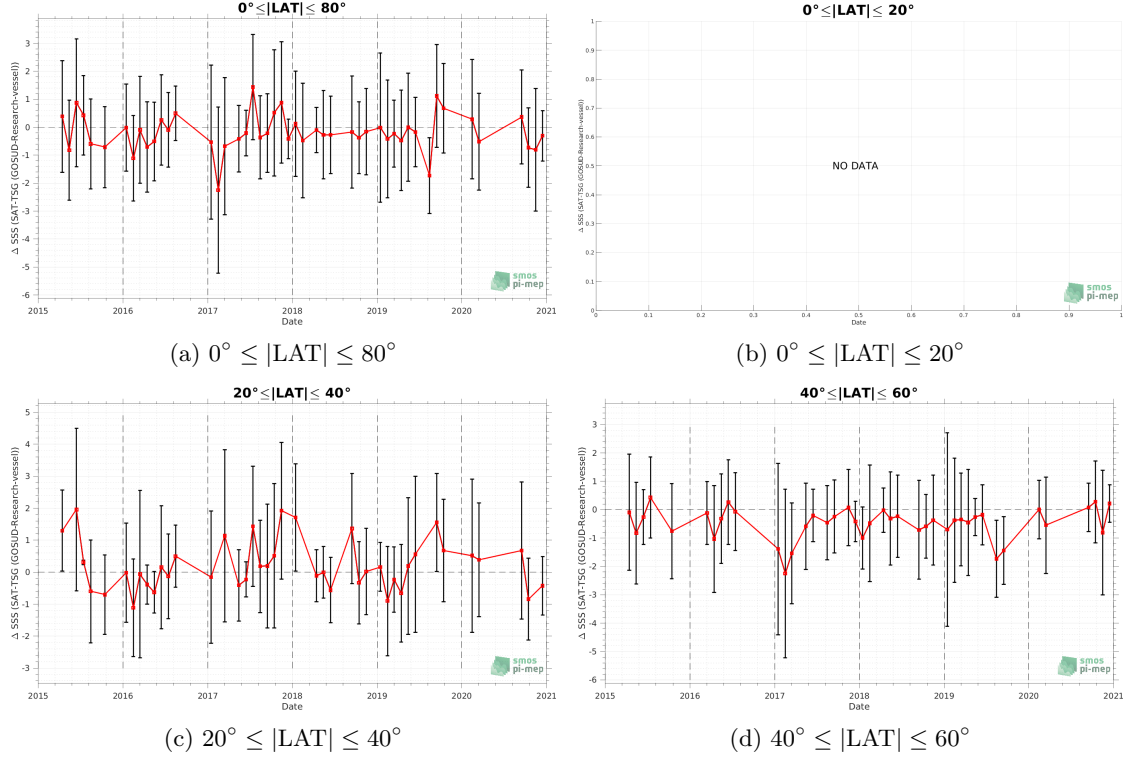 0°≤|LAT|≤ 80°
Δ SSS (SAT-TSG (GOSUD-Research-vessel))
3
2
1
0
-1
-2
-3
-4
-5
-6
2015 2016 2017 2018 2019 2020 2021
Date
smos
pi-mep
(a) 0° ≤ |LAT| ≤ 80°
0°≤|LAT|≤ 20°
Δ SSS (SAT-TSG (GOSUD-Research-vessel))
1
0.9
0.8
0.7
0.6
0.5
0.4
0.3
0.2
0.1
0
NO DATA
0 0.1 0.2 0.3 0.4 0.5 0.6 0.7 0.8 0.9 1
Date
smos
pi-mep
(b) 0° ≤ |LAT| ≤ 20°
20°≤|LAT|≤ 40°
Δ SSS (SAT-TSG (GOSUD-Research-vessel))
5
4
3
2
1
0
-1
-2
-3
2015 2016 2017 2018 2019 2020 2021
Date
smos
pi-mep
(c) 20° ≤ |LAT| ≤ 40°
40°≤|LAT|≤ 60°
Δ SSS (SAT-TSG (GOSUD-Research-vessel))
3
2
1
0
-1
-2
-3
-4
-5
-6
2015 2016 2017 2018 2019 2020 2021
Date
smos
pi-mep
(d) 40° ≤ |LAT| ≤ 60°